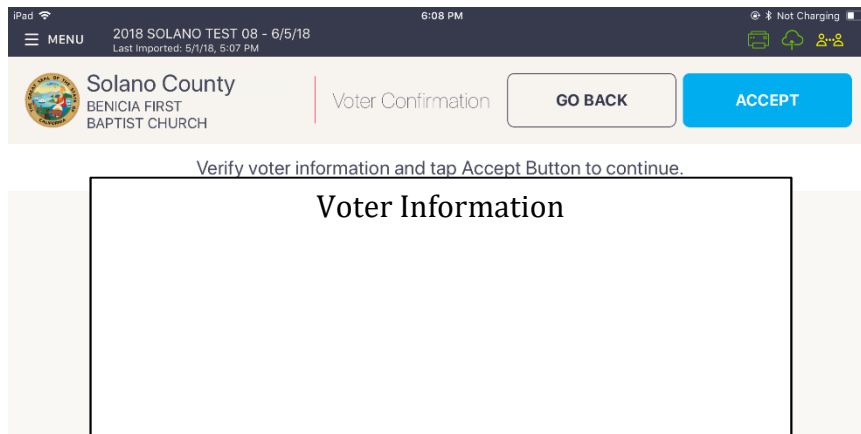 iPad 6:08 PM Not Charging
MENU 2018 SOLANO TEST 08 - 6/5/18
Last Imported: 5/1/18, 5:07 PM
Solano County
BENICIA FIRST
BAPTIST CHURCH
Voter Confirmation GO BACK ACCEPT
Verify voter information and tap Accept Button to continue.
Voter Information